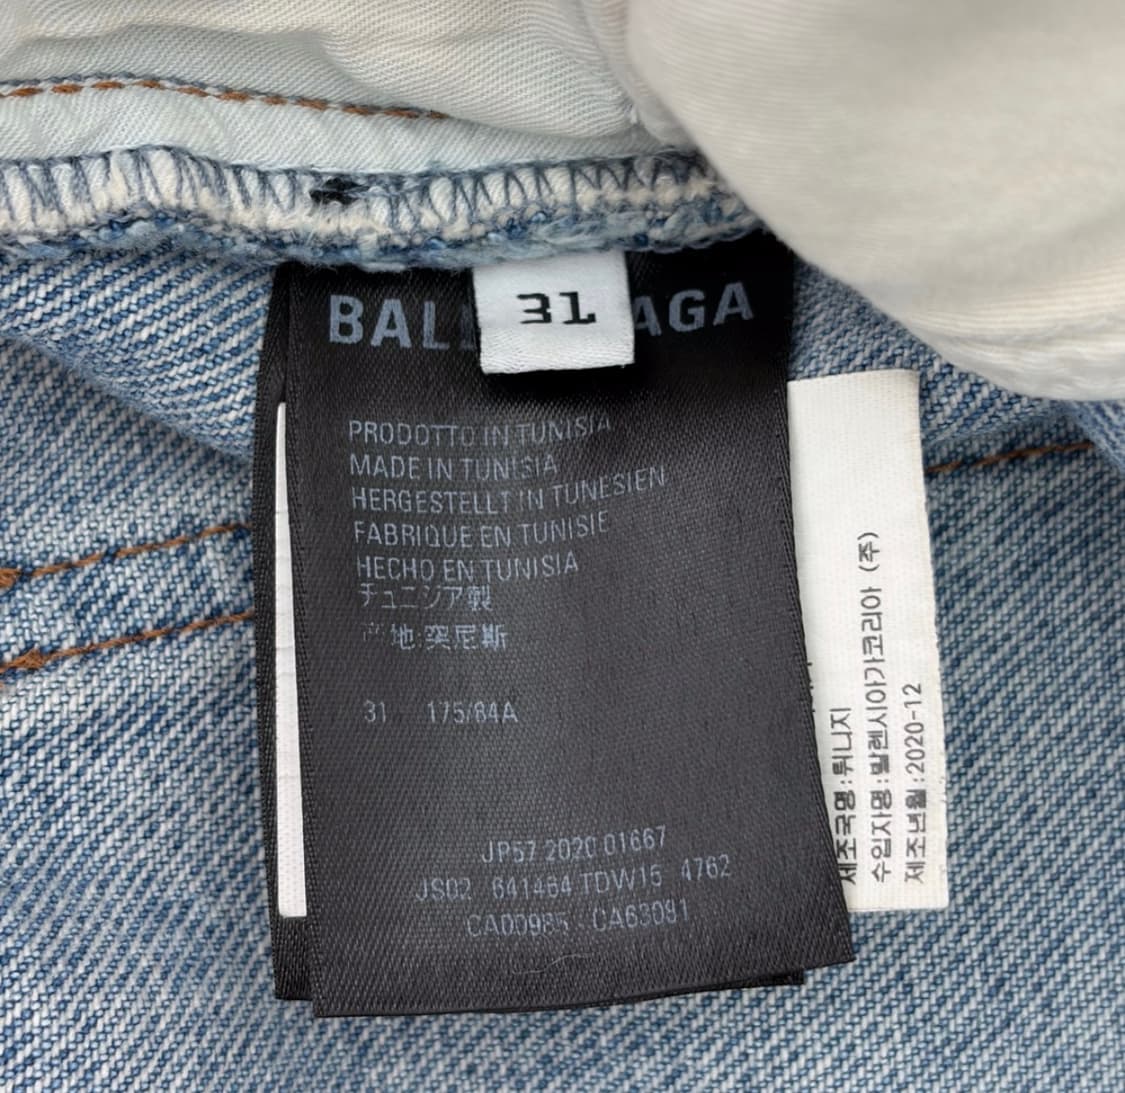 31
PRODOTTO IN TUNISIA
MADE IN TUNISIA
HERGESTELLT IN TUNESIEN
FABRIQUE EN TUNISIE
HECHO EN TUNISIA
チュニジア製
产地:突尼斯
31 175/84A
JP57 2020 01667
JS02 641464 TDW15 4762
CA00985 - CA63081
제조국명:튀니지
수입자명:발렌시아가코리아 (주)
제조년월:2020-12